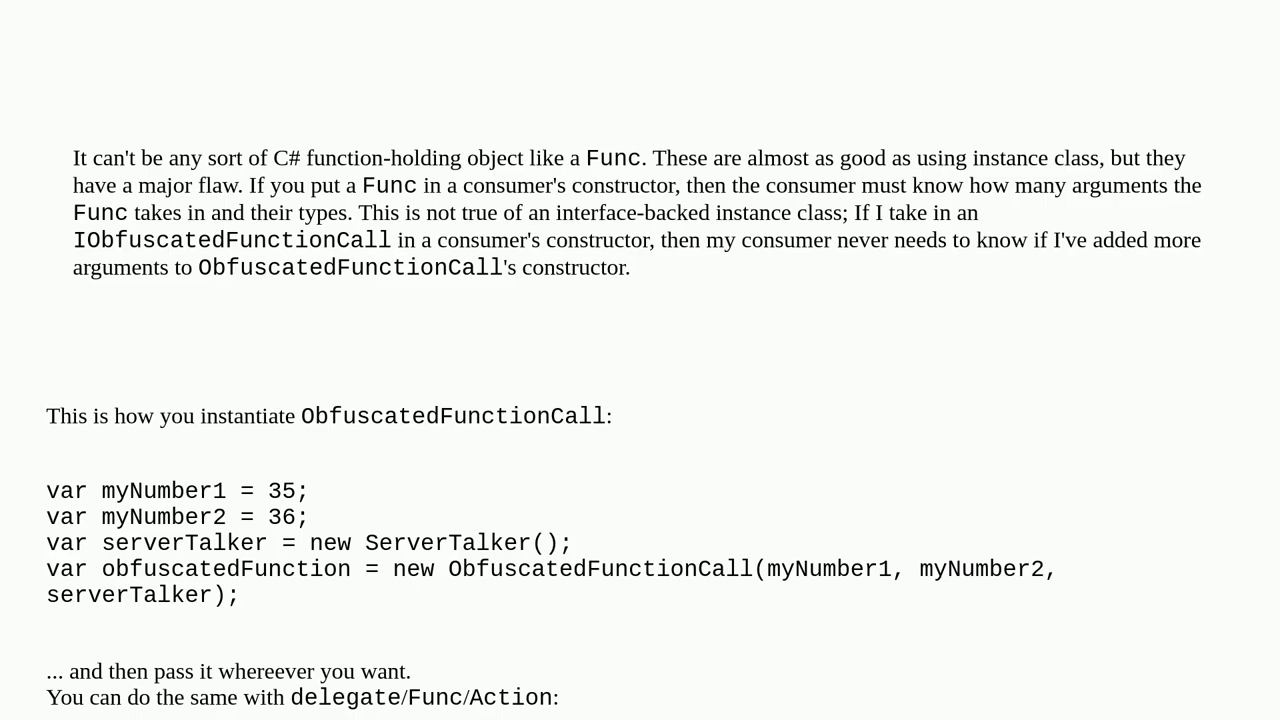 It can't be any sort of C# function-holding object like a Func. These are almost as good as using instance class, but they
have a major flaw. If you put a Func in a consumer's constructor, then the consumer must know how many arguments the
Func takes in and their types. This is not true of an interface-backed instance class; If I take in an
IObfuscatedFunctionCall in a consumer's constructor, then my consumer never needs to know if I've added more
arguments to ObfuscatedFunctionCall's constructor.
This is how you instantiate ObfuscatedFunctionCall:
var myNumber1 = 35;
var myNumber2 = 36;
var serverTalker = new ServerTalker();
var obfuscatedFunction = new ObfuscatedFunctionCall(myNumber1, myNumber2,
serverTalker);
... and then pass it whereever you want.
You can do the same with delegate/Func/Action: